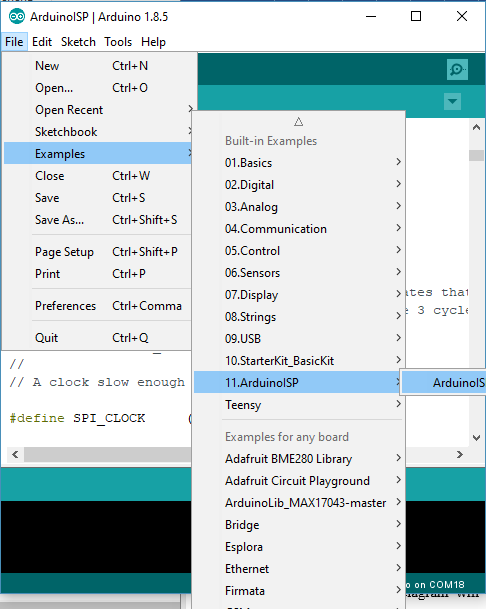 ArduinoISP | Arduino 1.8.5
File Edit Sketch Tools Help
New Ctrl+N
Open... Ctrl+O
Open Recent
Sketchbook
Examples
Close Ctrl+W
Save Ctrl+S
Save As... Ctrl+Shift+S
Page Setup Ctrl+Shift+P
Print Ctrl+P
Preferences Ctrl+Comma
Quit Ctrl+Q
Built-in Examples
01.Basics
02.Digital
03.Analog
04.Communication
05.Control
06.Sensors
07.Display
08.Strings
09.USB
10.StarterKit_BasicKit
11.ArduinoISP
Teensy
Examples for any board
Adafruit BME280 Library
Adafruit Circuit Playground
ArduinoLib_MAX17043-master
Bridge
Esplora
Ethernet
Firmata
ArduinoIS
ates that
3 cycle
//
// A clock slow enough
#define SPI_CLOCK (
o on COM18